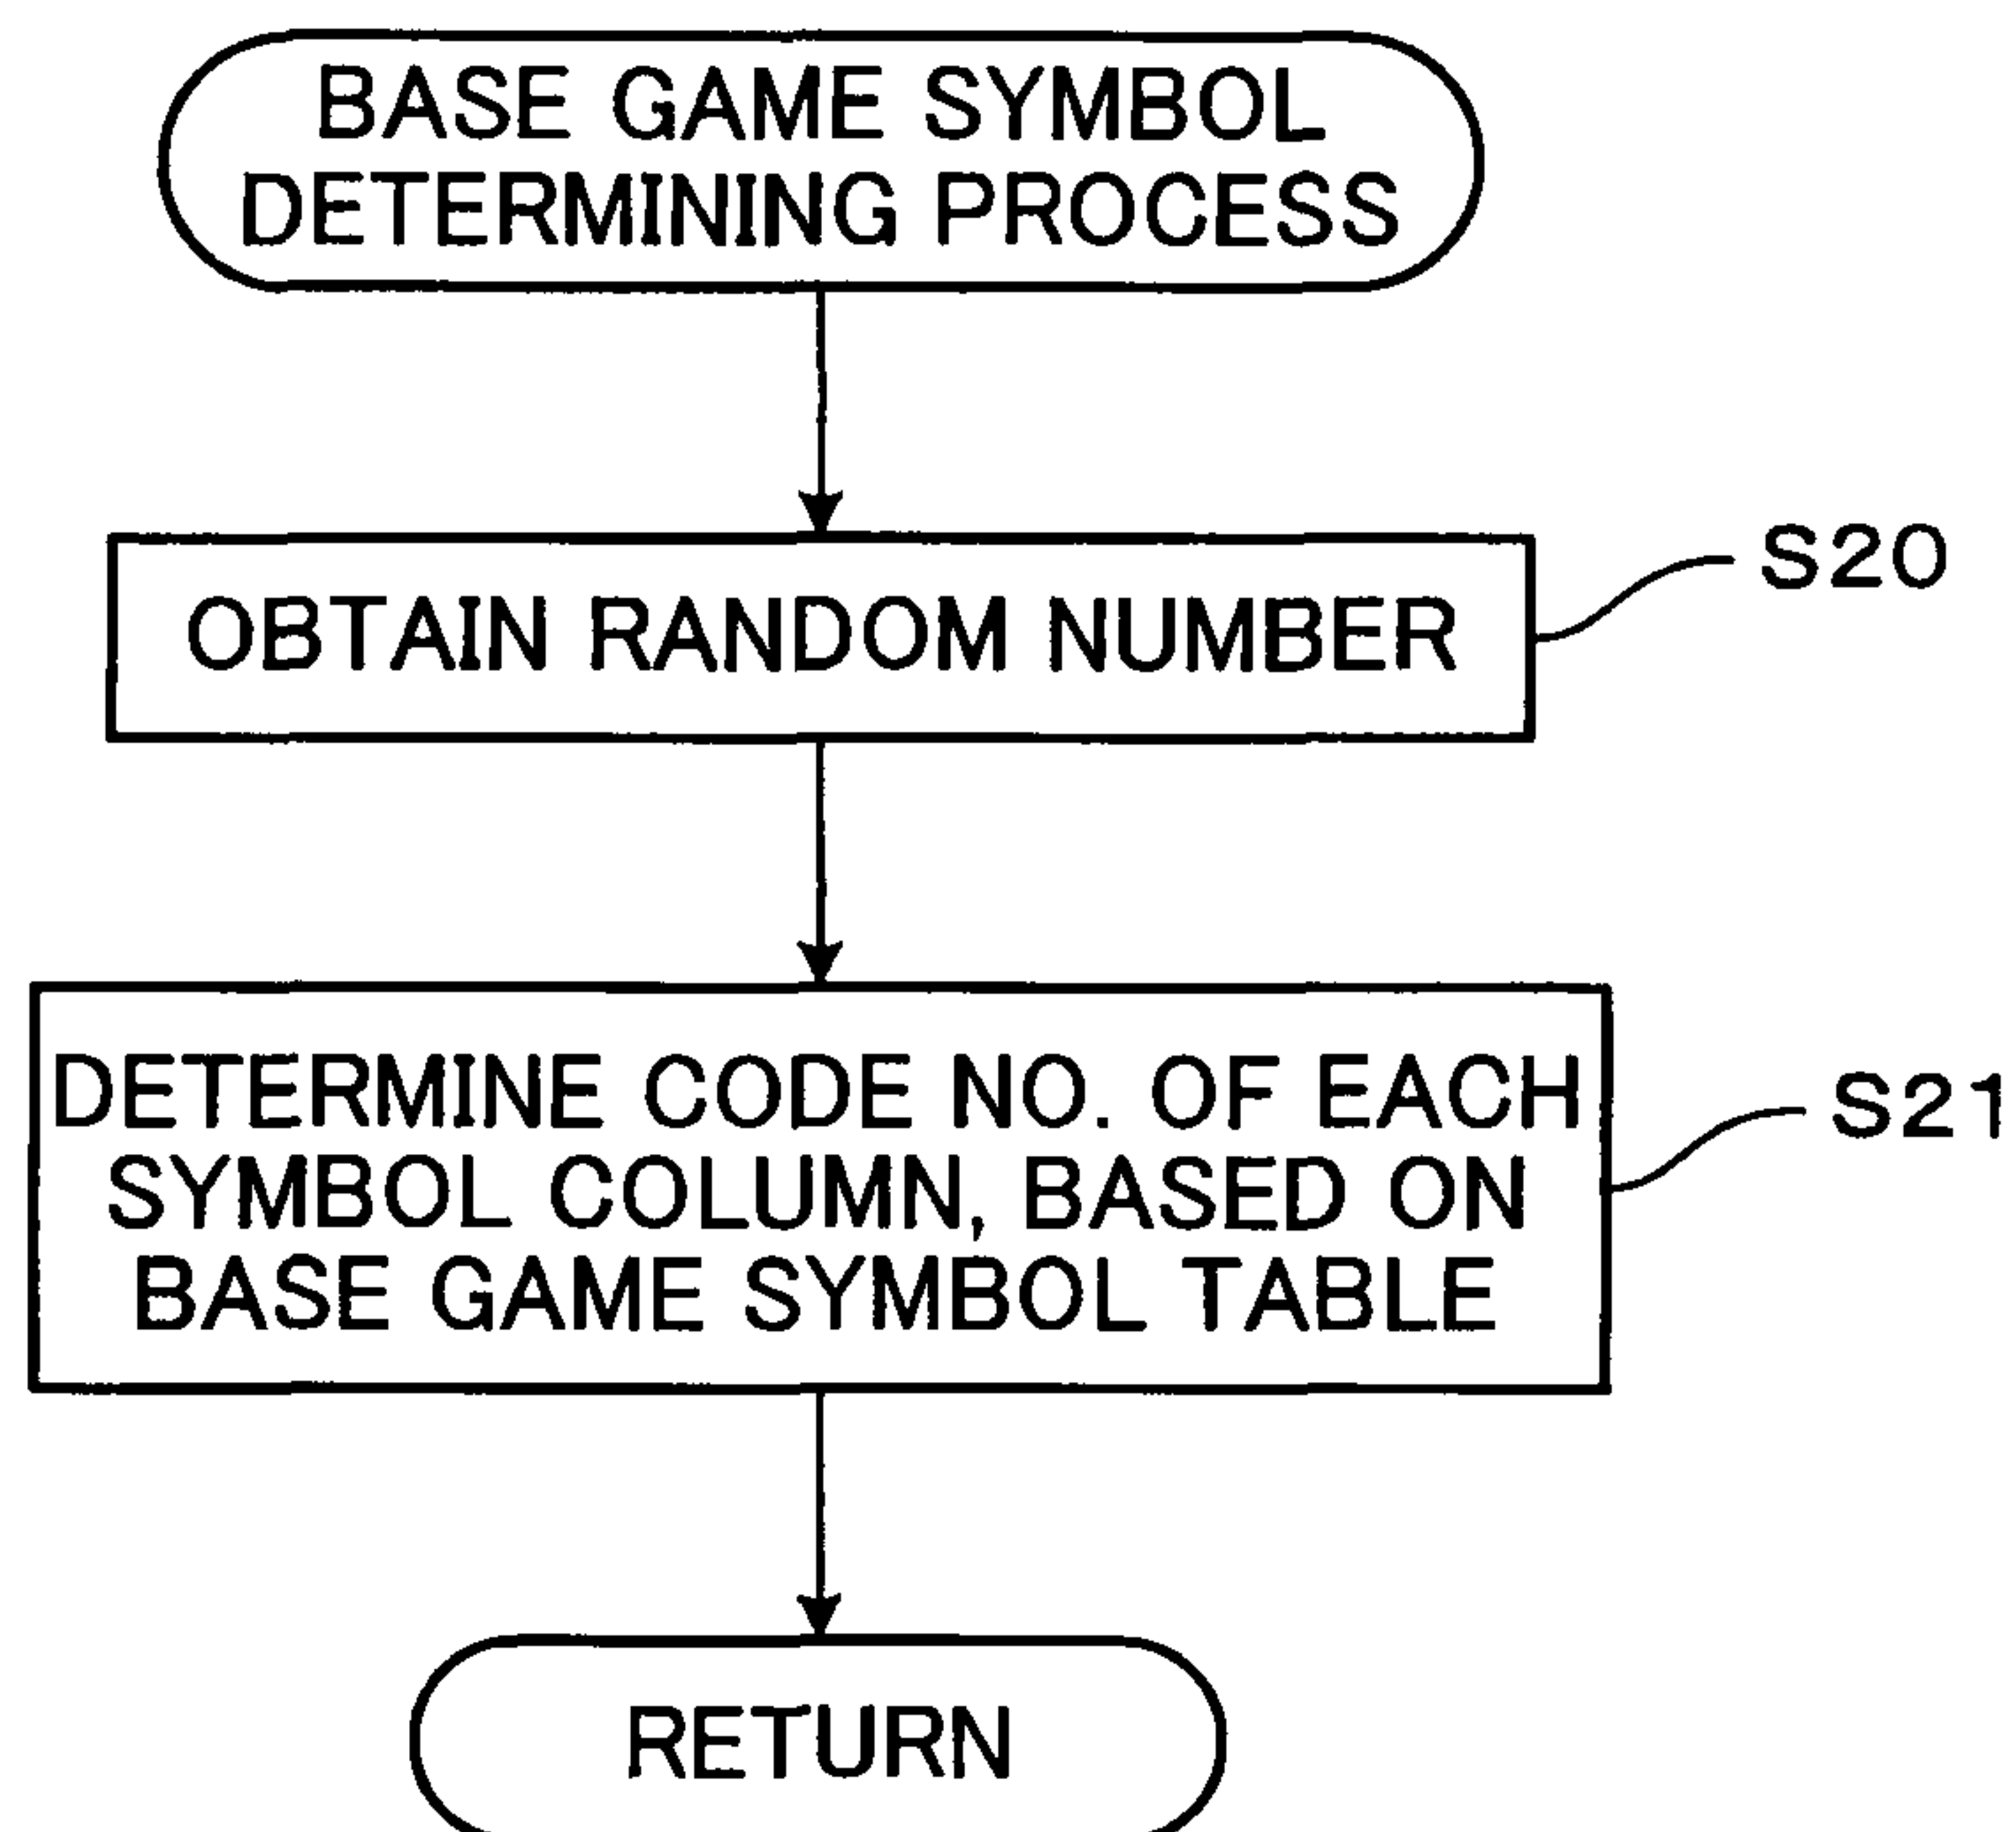 BASE GAME SYMBOL
DETERMINING PROCESS
OBTAIN RANDOM NUMBER
S20
DETERMINE CODE NO. OF EACH
SYMBOL COLUMN, BASED ON
BASE GAME SYMBOL TABLE
S21
RETURN